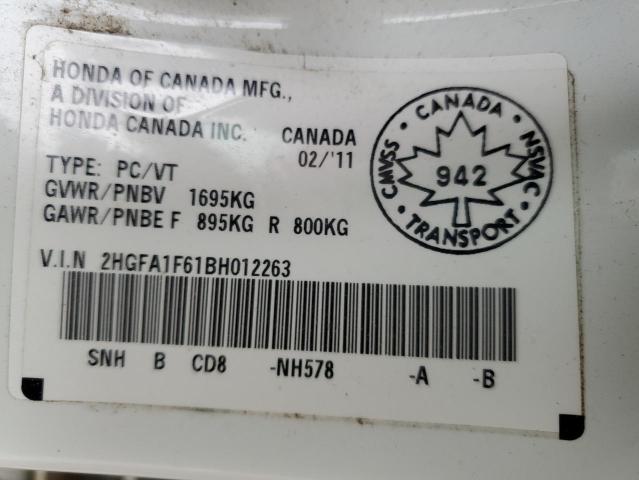 HONDA OF CANADA MFG.,
A DIVISION OF
HONDA CANADA INC. CANADA
02/'11
TYPE: PC/VT
GVWR/PNBV 1695KG
GAWR/PNBE F 895KG R 800KG
V.I.N 2HGFA1F61BH012263
SNH B CD8 -NH578 -A -B
CANADA
CMVSS NSVAC
942
TRANSPORT